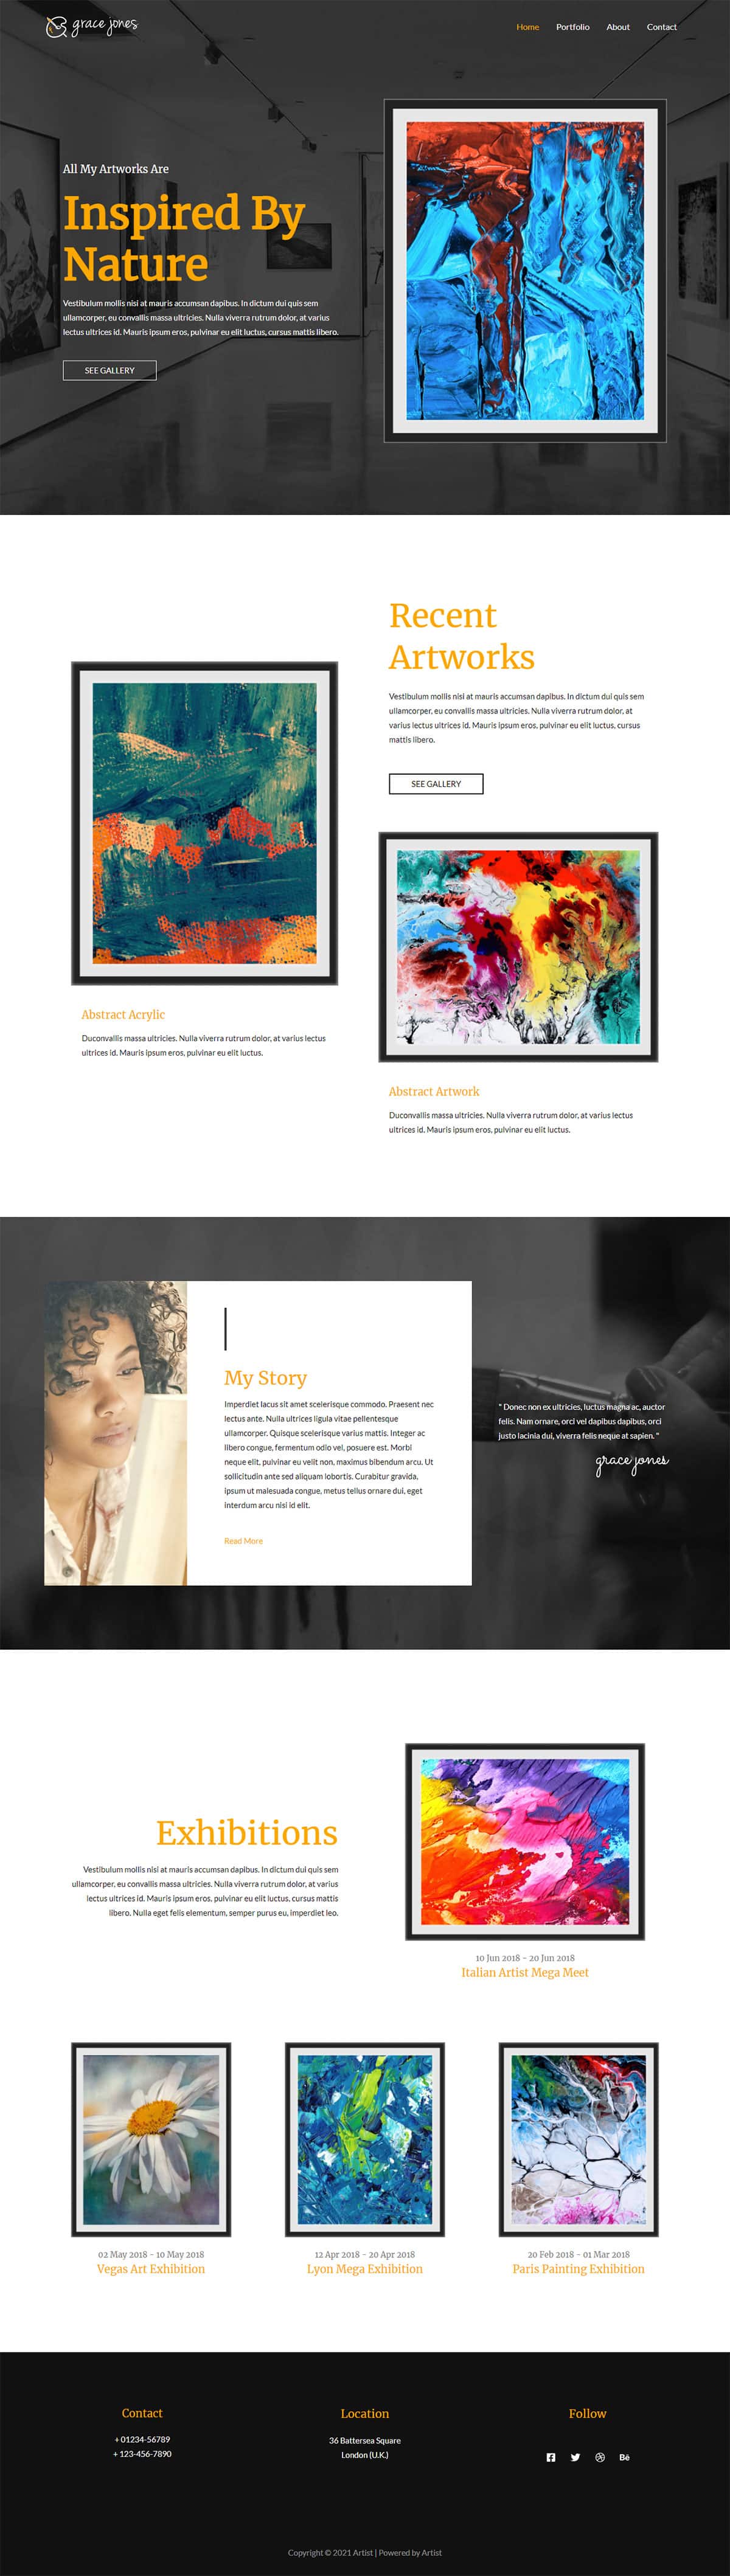 grace jones
Home Portfolio About Contact
All My Artworks Are
Inspired By
Nature
Vestibulum mollis nisi at mauris accumsan dapibus. In dictum dui quis sem
ullamcorper, eu convallis massa ultricies. Nulla viverra rutrum dolor, at varius
lectus ultrices id. Mauris ipsum eros, pulvinar eu elit luctus, cursus mattis libero.
SEE GALLERY
Recent
Artworks
Vestibulum mollis nisi at mauris accumsan dapibus. In dictum dui quis sem
ullamcorper, eu convallis massa ultricies. Nulla viverra rutrum dolor, at
varius lectus ultrices id. Mauris ipsum eros, pulvinar eu elit luctus, cursus
mattis libero.
SEE GALLERY
Abstract Acrylic
Duconvallis massa ultricies. Nulla viverra rutrum dolor, at varius lectus
ultrices id. Mauris ipsum eros, pulvinar eu elit luctus.
Abstract Artwork
Duconvallis massa ultricies. Nulla viverra rutrum dolor, at varius lectus
ultrices id. Mauris ipsum eros, pulvinar eu elit luctus.
My Story
Imperdiet lacus sit amet scelerisque commodo. Praesent nec
lectus ante. Nulla ultrices ligula vitae pellentesque
ullamcorper. Quisque scelerisque varius mattis. Integer ac
libero congue, fermentum odio vel, posuere est. Morbi
neque elit, pulvinar eu velit non, maximus bibendum arcu. Ut
sollicitudin ante sed aliquam lobortis. Curabitur gravida,
ipsum ut malesuada congue, metus tellus ornare dui, eget
interdum arcu nisi id elit.
Read More
" Donec non ex ultricies, luctus magna ac, auctor
felis. Nam ornare, orci vel dapibus dapibus, orci
justo lacinia dui, viverra felis neque at sapien. "
grace jones
Exhibitions
Vestibulum mollis nisi at mauris accumsan dapibus. In dictum dui quis sem
ullamcorper, eu convallis massa ultricies. Nulla viverra rutrum dolor, at varius
lectus ultrices id. Mauris ipsum eros, pulvinar eu elit luctus, cursus mattis
libero. Nulla eget felis elementum, semper purus eu, imperdiet leo.
10 Jun 2018 - 20 Jun 2018
Italian Artist Mega Meet
02 May 2018 - 10 May 2018
Vegas Art Exhibition
12 Apr 2018 - 20 Apr 2018
Lyon Mega Exhibition
20 Feb 2018 - 01 Mar 2018
Paris Painting Exhibition
Contact
+ 01234-56789
+ 123-456-7890
Location
36 Battersea Square
London (U.K.)
Follow
Bē
Copyright © 2021 Artist | Powered by Artist